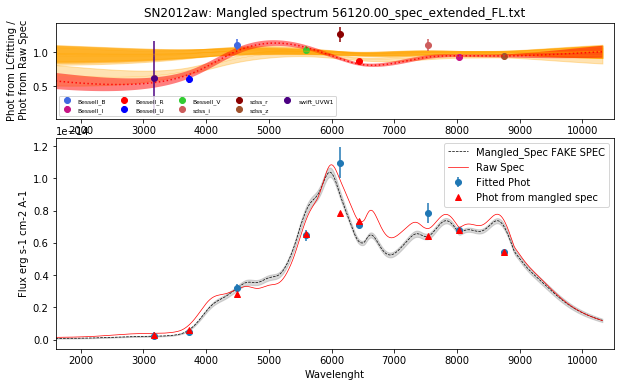 SN2012aw: Mangled spectrum 56120.00_spec_extended_FL.txt
Phot from LCfitting /
Phot from Raw Spec
1.0
0.5
Bessell_B
Bessell_I
Bessell_R
Bessell_U
Bessell_V
sdss_i
sdss_r
sdss_z
swift_UVW1
2000 3000 4000 5000 6000 7000 8000 9000 10000
1e-14
Flux erg s-1 cm-2 A-1
1.2
1.0
0.8
0.6
0.4
0.2
0.0
Mangled_Spec FAKE SPEC
Raw Spec
Fitted Phot
Phot from mangled spec
2000 3000 4000 5000 6000 7000 8000 9000 10000
Wavelenght